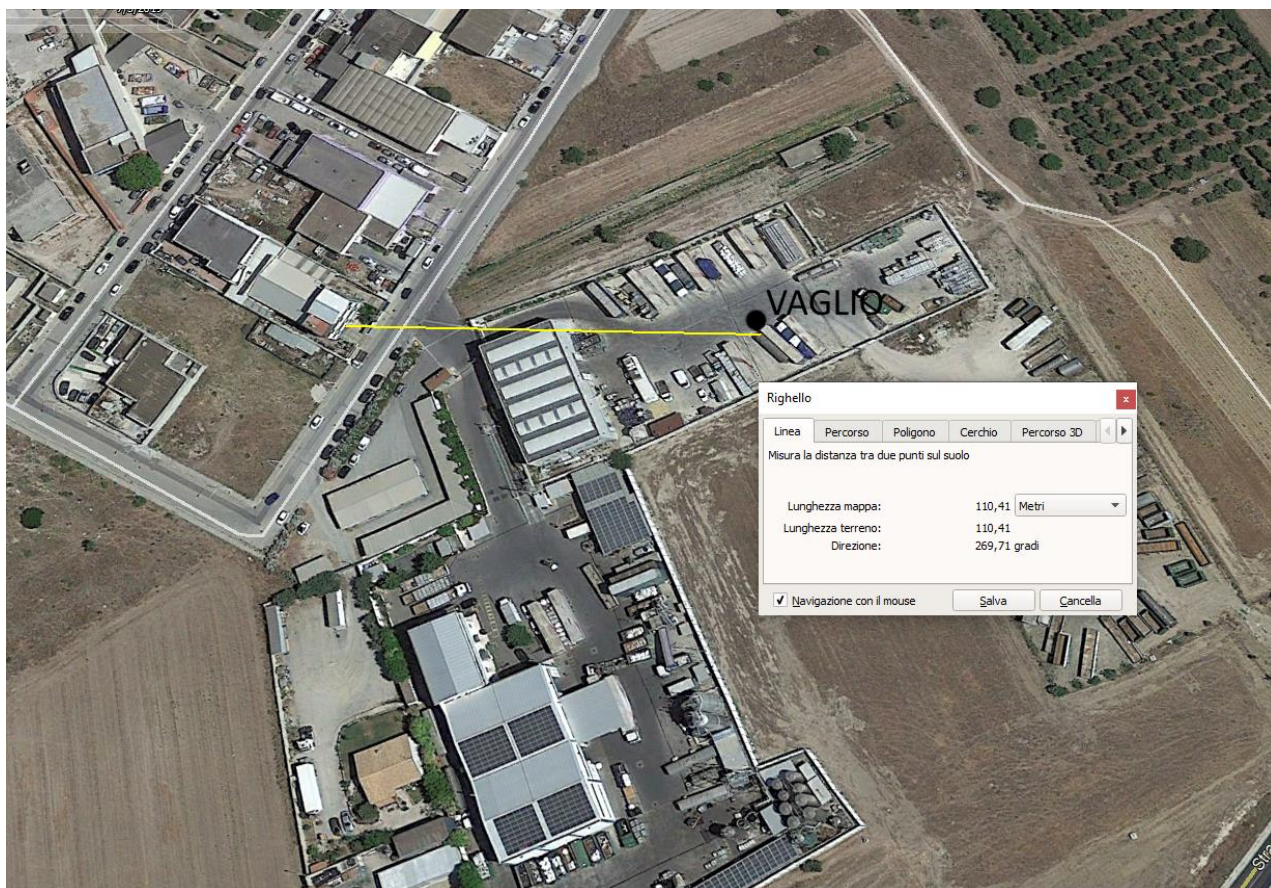 VAGLIO
Righello
Linea Percorso Poligono Cerchio Percorso 3D
Misura la distanza tra due punti sul suolo
Lunghezza mappa: 110,41 Metri
Lunghezza terreno: 110,41
Direzione: 269,71 gradi
Navigazione con il mouse Salva Cancella
Stra